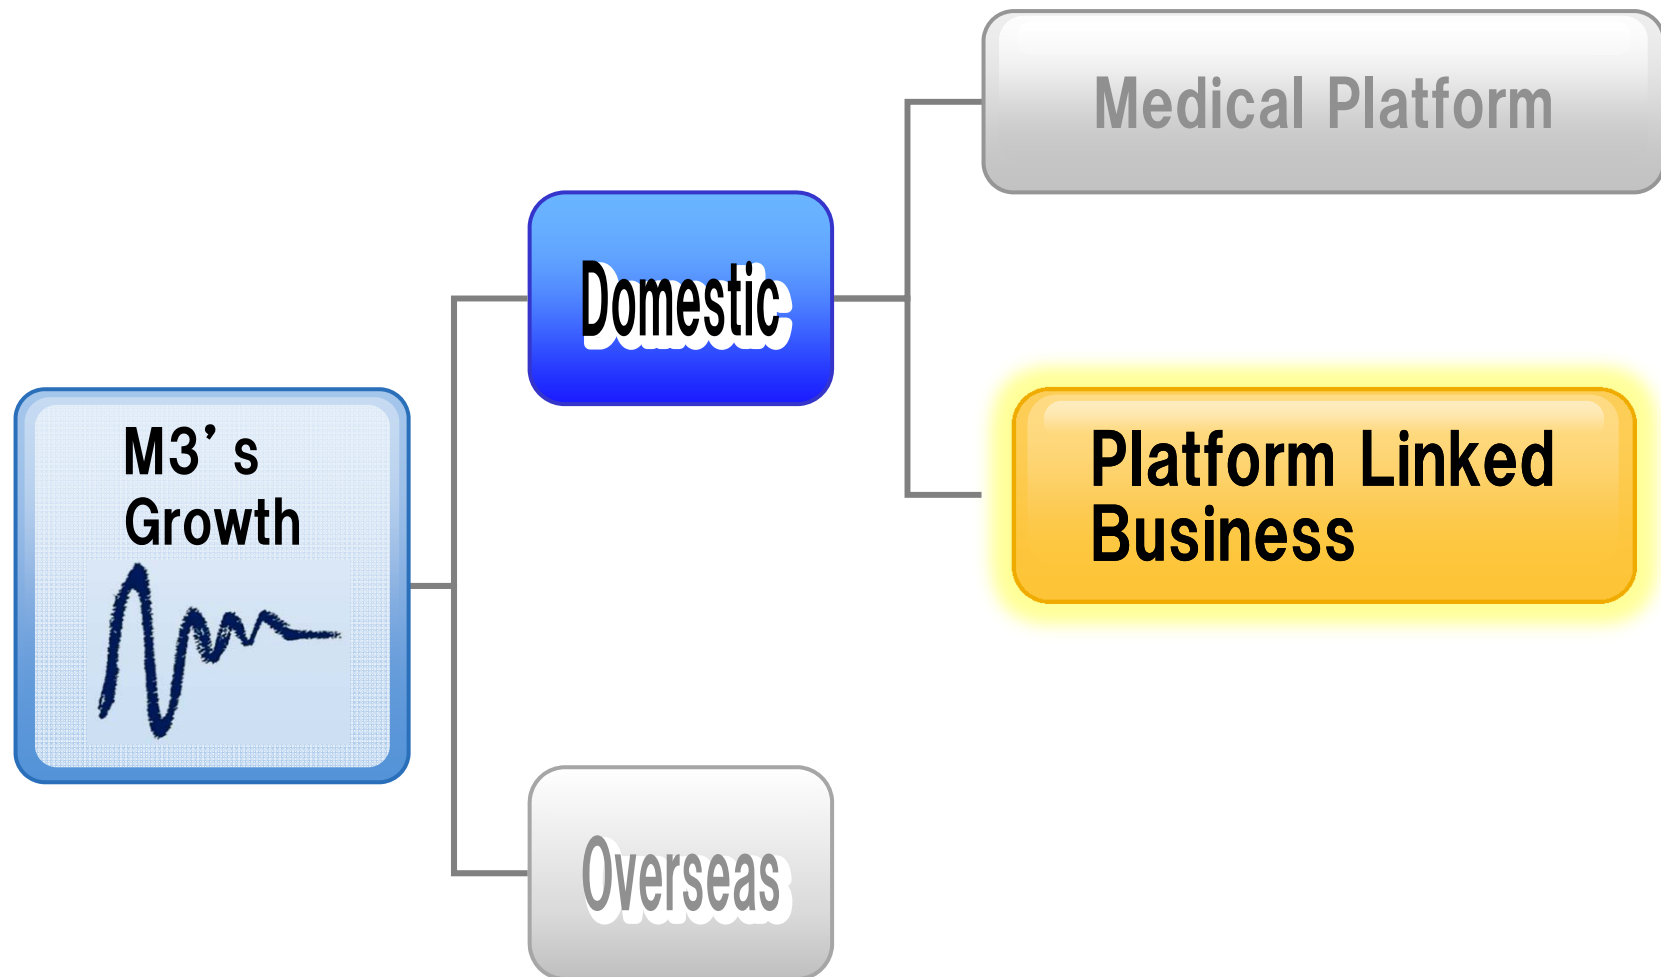 Medical Platform
Domestic
M3’s
Growth
Platform Linked
Business
Overseas